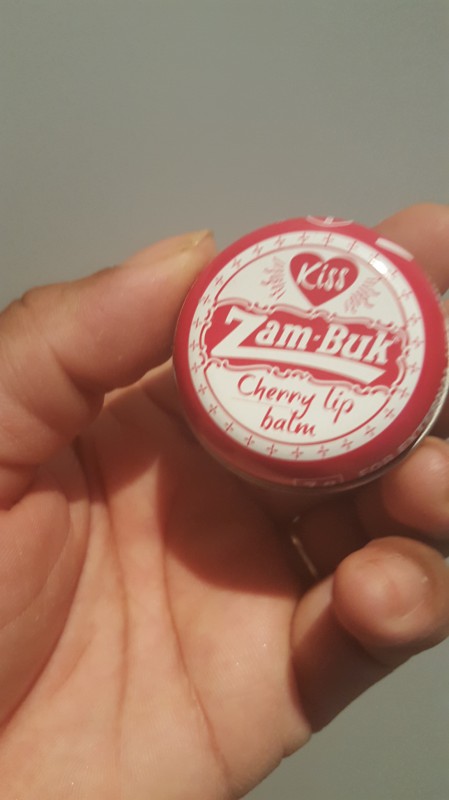 Kiss
Zam-Buk
Cherry lip
balm